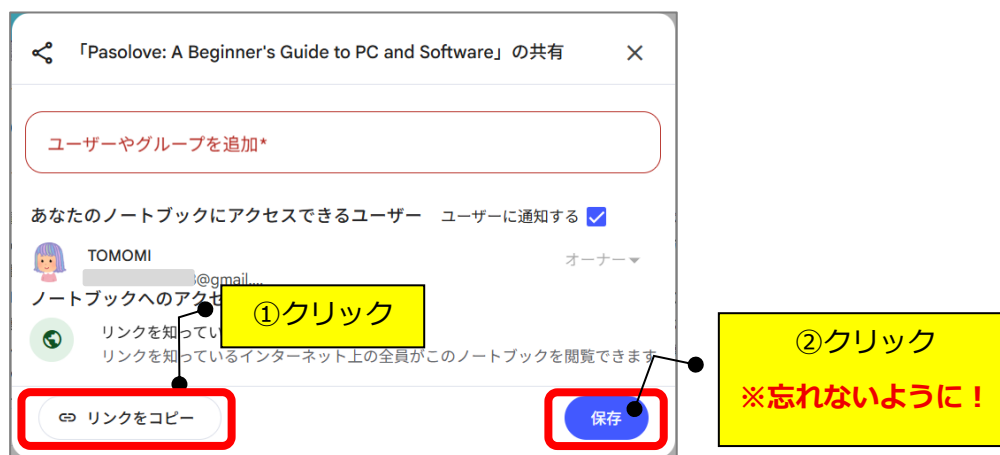 「Pasolove: A Beginner's Guide to PC and Software」の共有
ユーザーやグループを追加*
あなたのノートブックにアクセスできるユーザー ユーザーに通知する
TOMOMI
オーナー
@gmail....
ノートブックへのアクセ
①クリック
リンクを知ってい
リンクを知っているインターネット上の全員がこのノートブックを閲覧できます
②クリック
※忘れないように！
リンクをコピー
保存